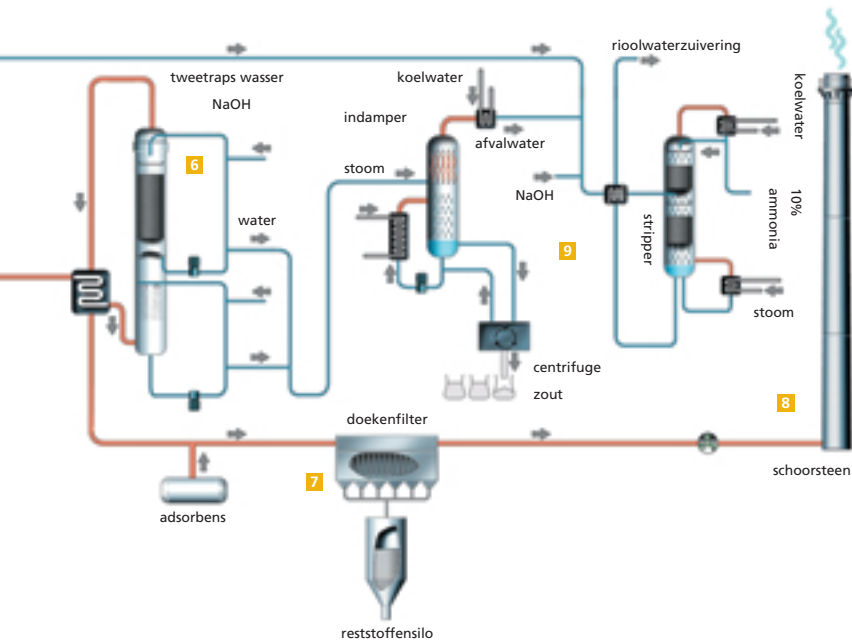 rioolwaterzuivering
tweetraps wasser
NaOH
koelwater
koelwater
indamper
afvalwater
6
stoom
NaOH
10%
ammonia
water
stripper
9
stoom
centrifuge
zout
8
doekenfilter
schoorsteen
7
adsorbens
reststoffensilo